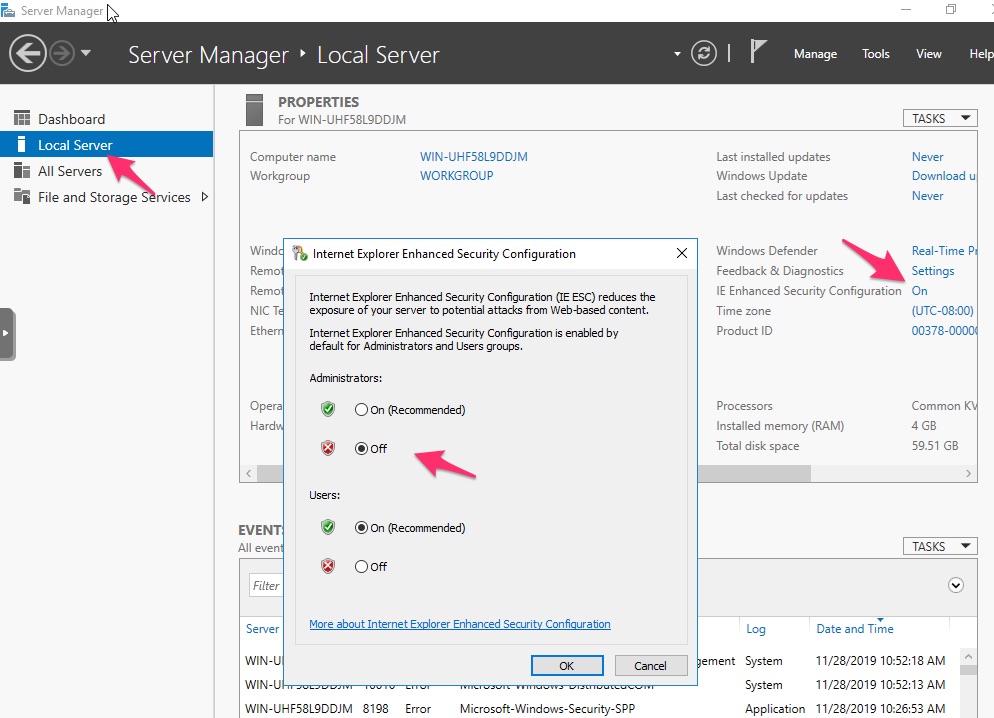 Server Manager
Server Manager ‣ Local Server
Manage Tools View Help
Dashboard
Local Server
All Servers
File and Storage Services
PROPERTIES
For WIN-UHF58L9DDJM
TASKS
Computer name WIN-UHF58L9DDJM
Workgroup WORKGROUP
Last installed updates Never
Windows Update Download u
Last checked for updates Never
Windo
Remot
Remot
NIC Te
Ethern
Windows Defender Real-Time Pr
Feedback & Diagnostics Settings
IE Enhanced Security Configuration On
Time zone (UTC-08:00)
Product ID 00378-0000
Opera
Hardw
Processors Common KV
Installed memory (RAM) 4 GB
Total disk space 59.51 GB
Internet Explorer Enhanced Security Configuration
Internet Explorer Enhanced Security Configuration (IE ESC) reduces the
exposure of your server to potential attacks from Web-based content.
Internet Explorer Enhanced Security Configuration is enabled by
default for Administrators and Users groups.
Administrators:
On (Recommended)
Off
Users:
On (Recommended)
Off
More about Internet Explorer Enhanced Security Configuration
OK Cancel
EVENT
All event
TASKS
Filter
Server Log Date and Time
WIN-U gement System 11/28/2019 10:52:18 AM
WIN-UHF58L9DDJM 10010 Error Microsoft-Windows-DistributedCOM System 11/28/2019 10:52:13 AM
WIN-UHF58L9DDJM 8198 Error Microsoft-Windows-Security-SPP Application 11/28/2019 10:26:53 AM